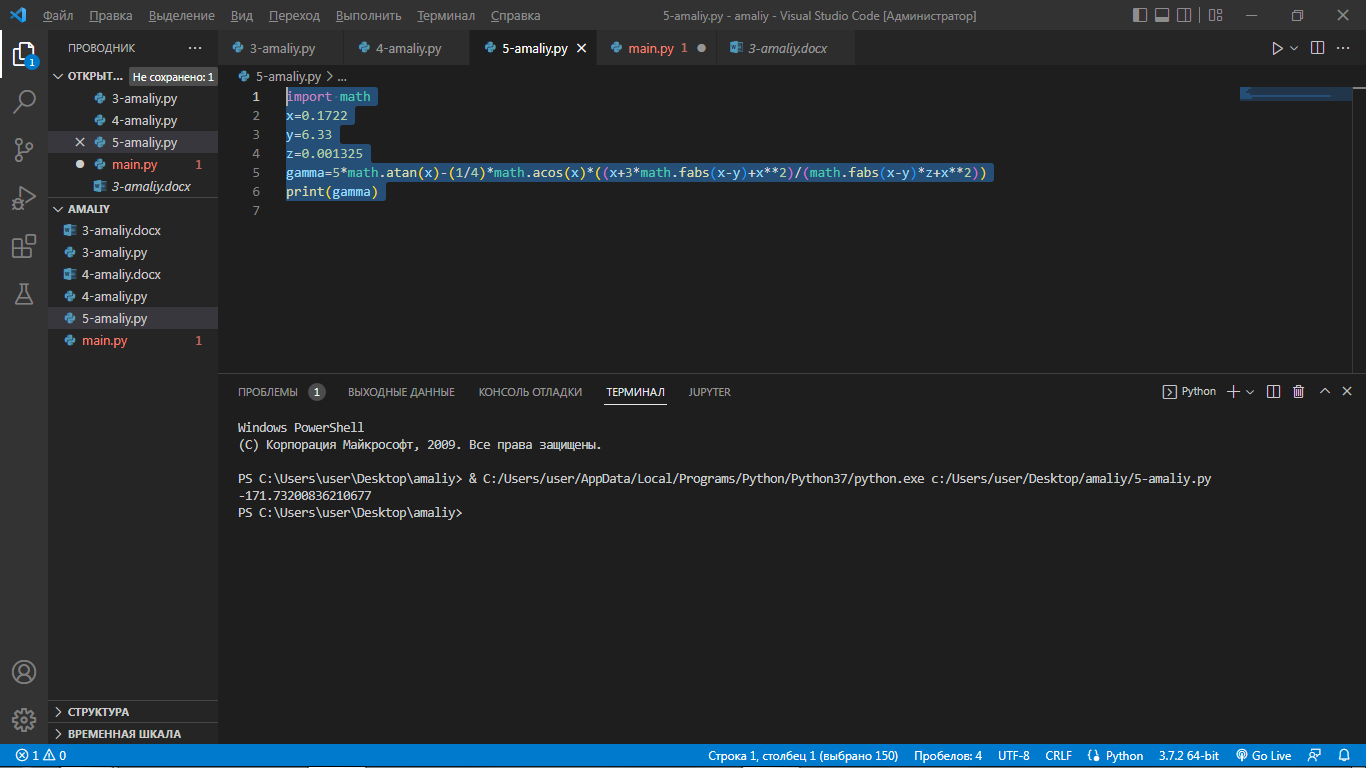 Файл Правка Выделение Вид Переход Выполнить Терминал Справка 5-amaliy.py - amaliy - Visual Studio Code [Администратор]
ПРОВОДНИК ...
3-amaliy.py 4-amaliy.py 5-amaliy.py main.py 1 3-amaliy.docx
ОТКРЫТ... Не сохранено: 1
3-amaliy.py
4-amaliy.py
5-amaliy.py
main.py 1
3-amaliy.docx
AMALIY
3-amaliy.docx
3-amaliy.py
4-amaliy.docx
4-amaliy.py
5-amaliy.py
main.py 1
СТРУКТУРА
ВРЕМЕННАЯ ШКАЛА
1
5-amaliy.py > ...
1 import math
2 x=0.1722
3 y=6.33
4 z=0.001325
5 gamma=5*math.atan(x)-(1/4)*math.acos(x)*((x+3*math.fabs(x-y)+x**2)/(math.fabs(x-y)*z+x**2))
6 print(gamma)
7
ПРОБЛЕМЫ 1 ВЫХОДНЫЕ ДАННЫЕ КОНСОЛЬ ОТЛАДКИ ТЕРМИНАЛ JUPYTER Python
Windows PowerShell
(C) Корпорация Майкрософт, 2009. Все права защищены.
PS C:\Users\user\Desktop\amaliy> & C:/Users/user/AppData/Local/Programs/Python/Python37/python.exe c:/Users/user/Desktop/amaliy/5-amaliy.py
-171.73200836210677
PS C:\Users\user\Desktop\amaliy>
1 0 Строка 1, столбец 1 (выбрано 150) Пробелов: 4 UTF-8 CRLF Python 3.7.2 64-bit Go Live